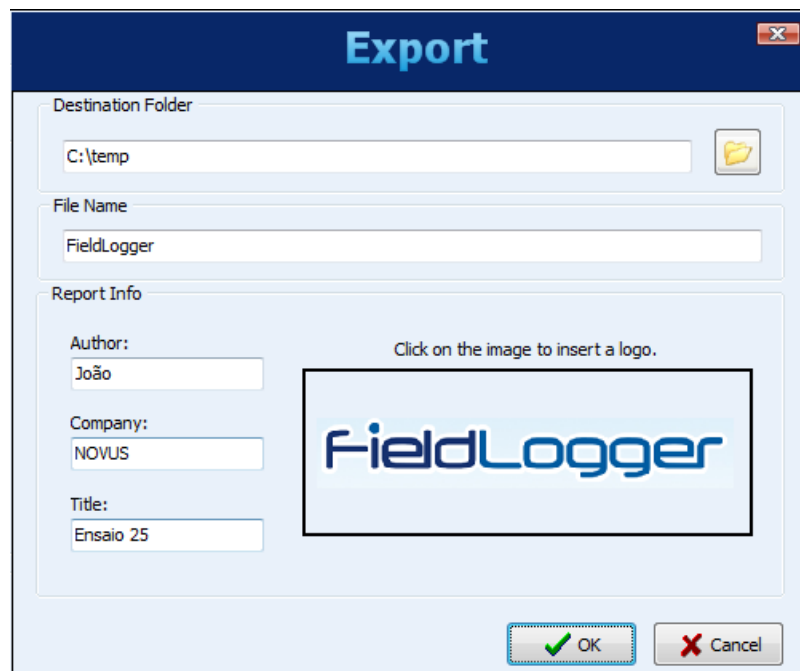 Export
Destination Folder
C:\temp
File Name
FieldLogger
Report Info
Author:
João
Click on the image to insert a logo.
Company:
NOVUS
FieldLogger
Title:
Ensaio 25
OK
Cancel